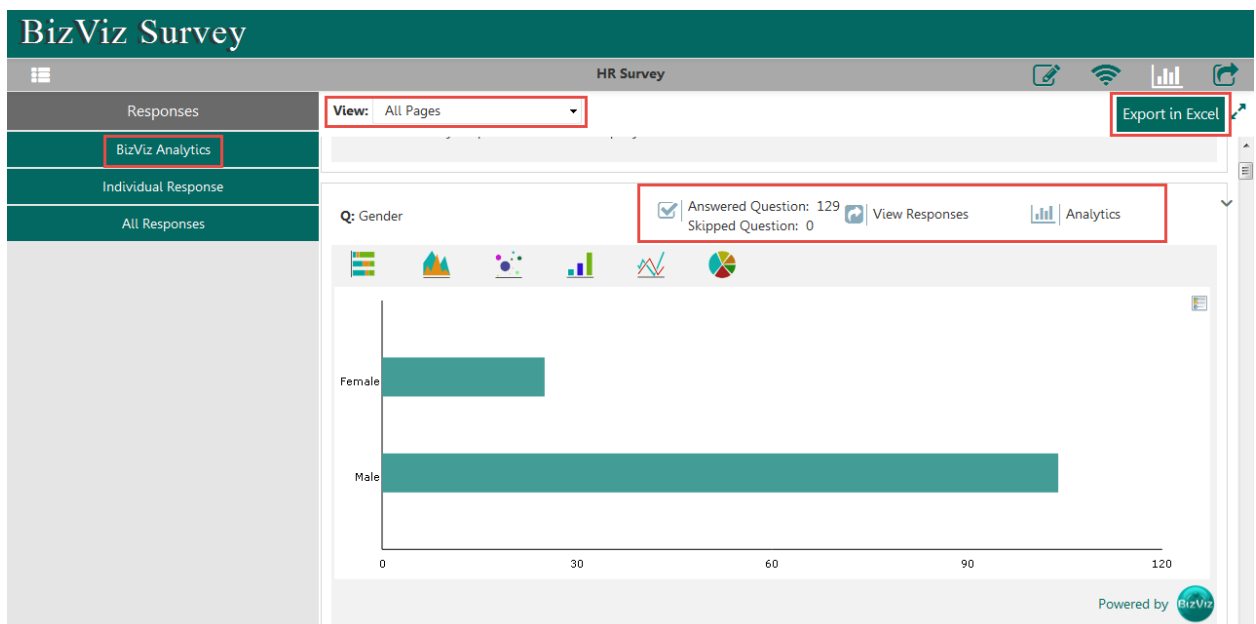 BizViz Survey
HR Survey
Responses
View: All Pages
Export in Excel
BizViz Analytics
Individual Response
All Responses
Q: Gender
Answered Question: 129
Skipped Question: 0
View Responses
Analytics
Female
Male
0 30 60 90 120
Powered by BizViz